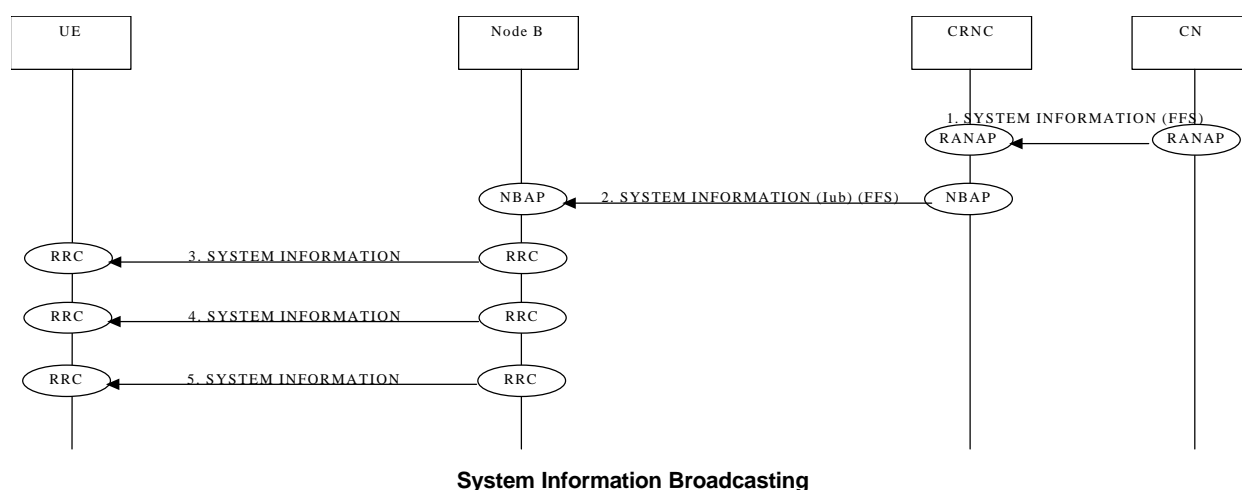 UE
Node B
CRNC
CN
1. SYSTEM INFORMATION (FFS)
RANAP
RANAP
NBAP
2. SYSTEM INFORMATION (Iub) (FFS)
NBAP
RRC
3. SYSTEM INFORMATION
RRC
RRC
4. SYSTEM INFORMATION
RRC
RRC
5. SYSTEM INFORMATION
RRC
System Information Broadcasting